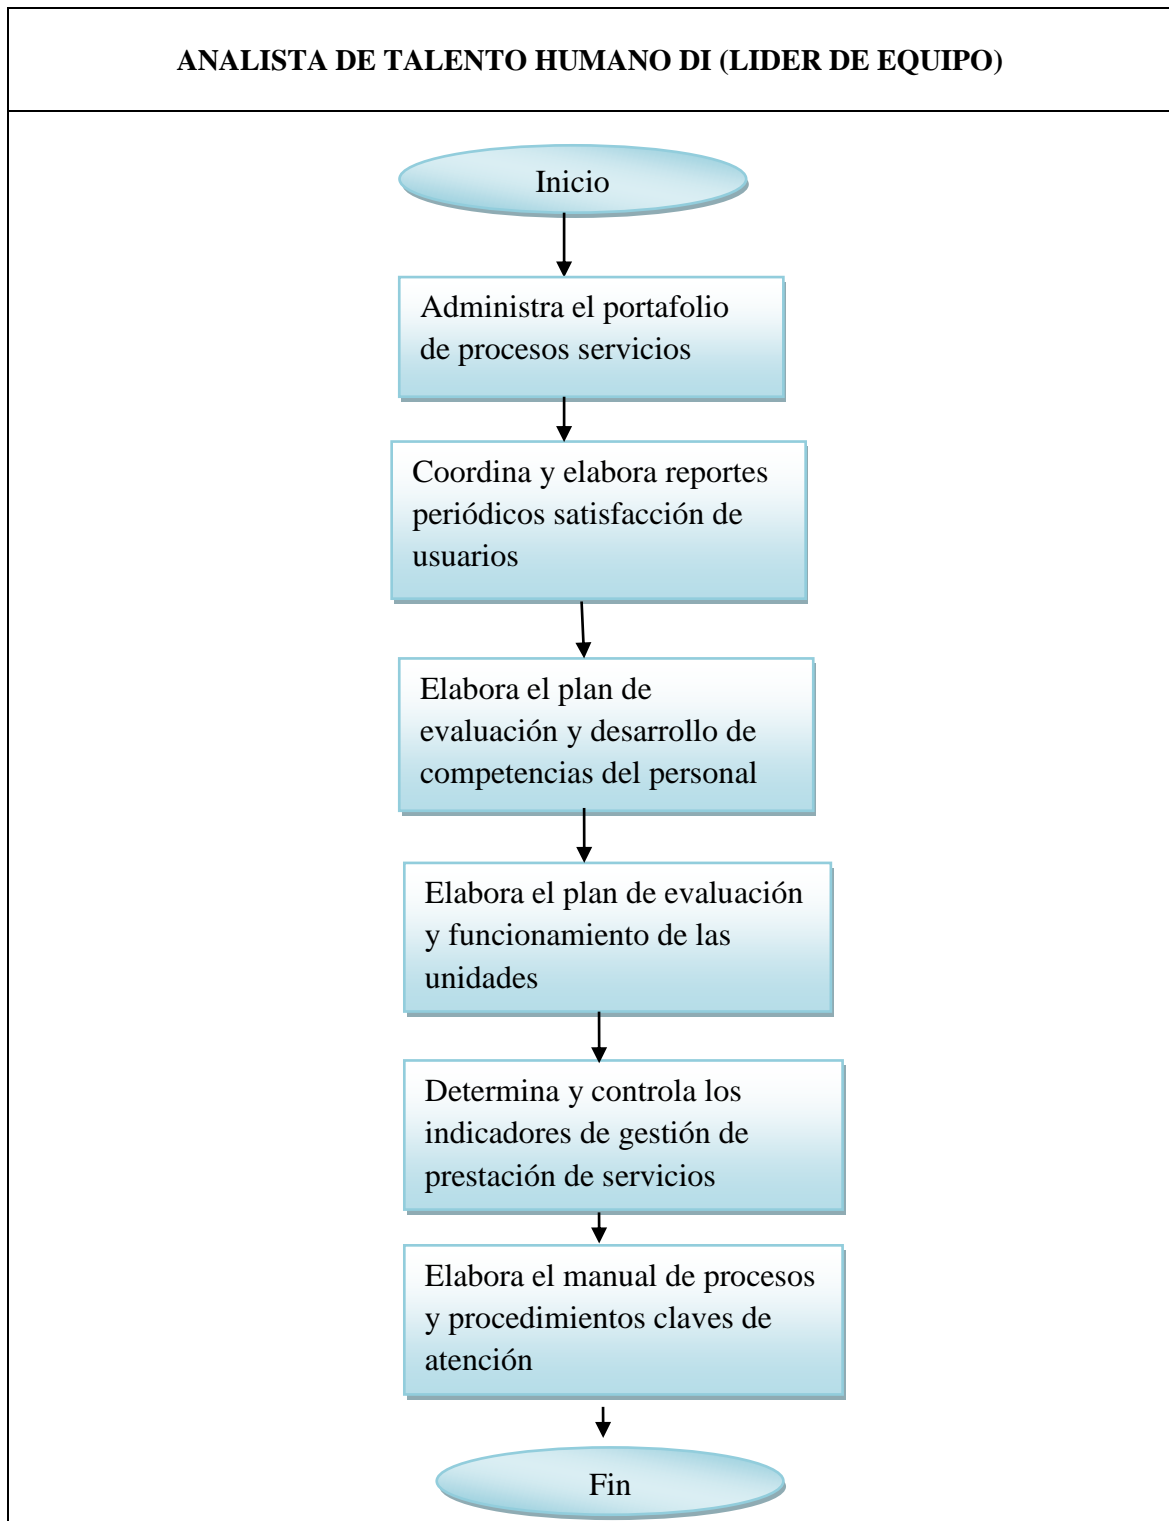 ANALISTA DE TALENTO HUMANO DI (LIDER DE EQUIPO)
Inicio
Administra el portafolio
de procesos servicios
Coordina y elabora reportes
periódicos satisfacción de
usuarios
Elabora el plan de
evaluación y desarrollo de
competencias del personal
Elabora el plan de evaluación
y funcionamiento de las
unidades
Determina y controla los
indicadores de gestión de
prestación de servicios
Elabora el manual de procesos
y procedimientos claves de
atención
Fin